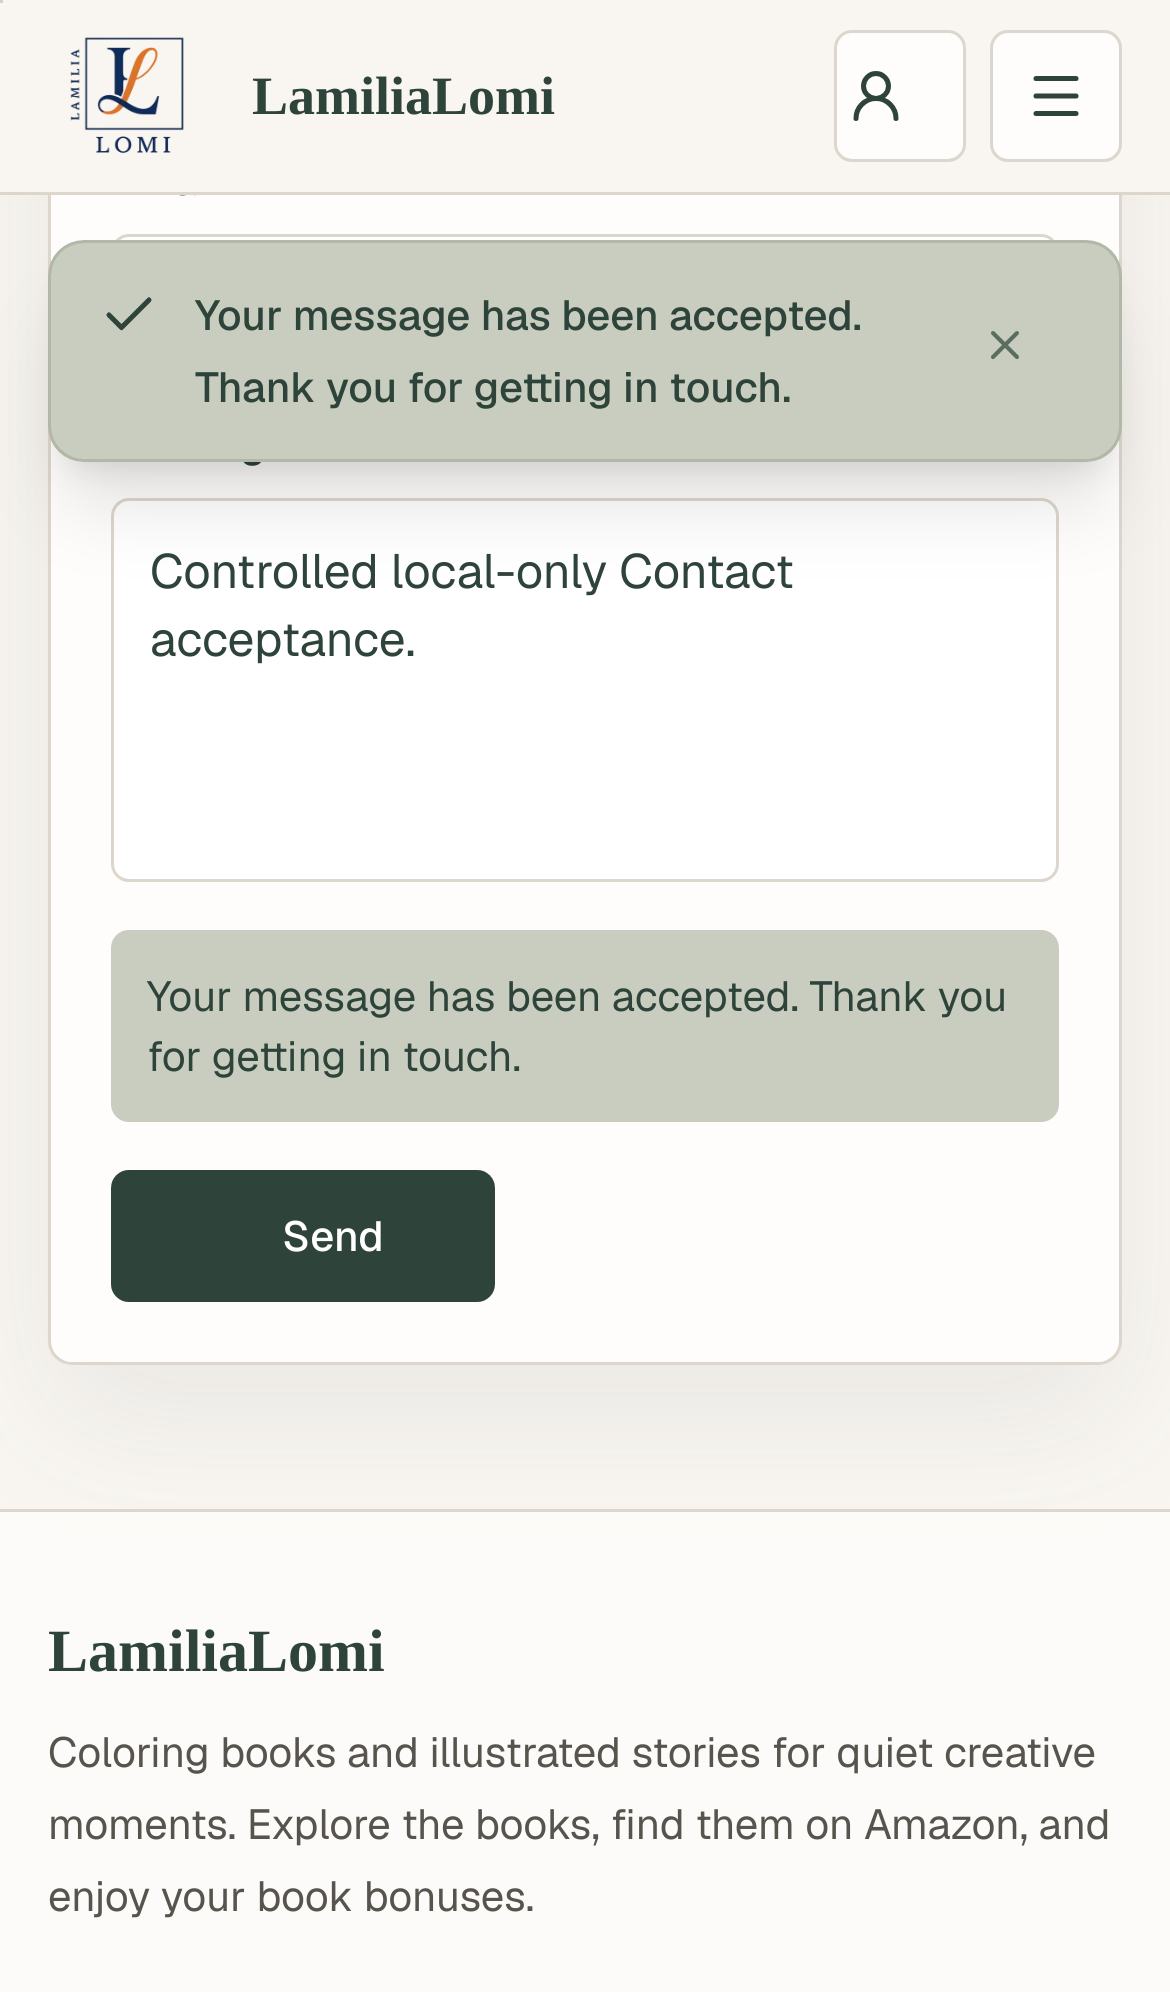 LAMILIA
L
LOMI
LamiliaLomi
Your message has been accepted.
Thank you for getting in touch.
Controlled local-only Contact
acceptance.
Your message has been accepted. Thank you
for getting in touch.
Send
LamiliaLomi
Coloring books and illustrated stories for quiet creative
moments. Explore the books, find them on Amazon, and
enjoy your book bonuses.